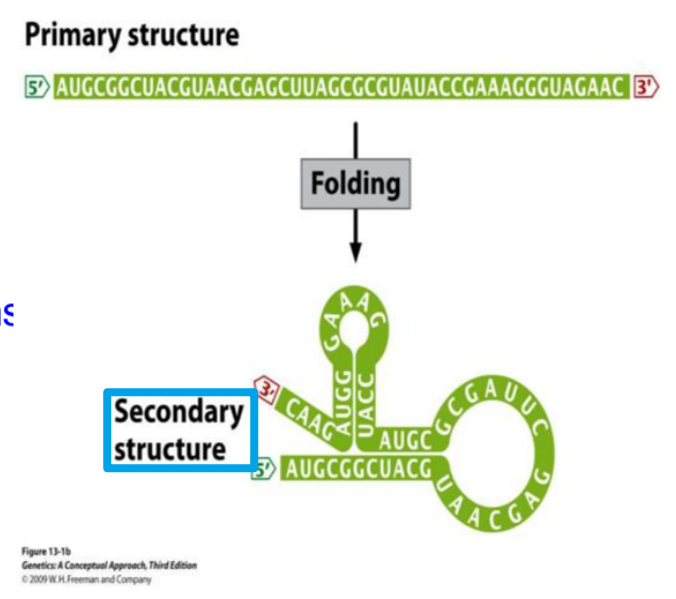 Primary structure
5' AUGCGGCUACGUAACGAGCUUAGCGCGUAUACCGAAAGGGUAGAAC 3'
Folding
GAAAG
AUGG
UACC
3'
CAAG
AUGC
GCGAUUC
Secondary
structure
5' AUGCGGCUACG
UAACGAG
Figure 13-1b
Genetics: A Conceptual Approach, Third Edition
© 2009 W. H. Freeman and Company